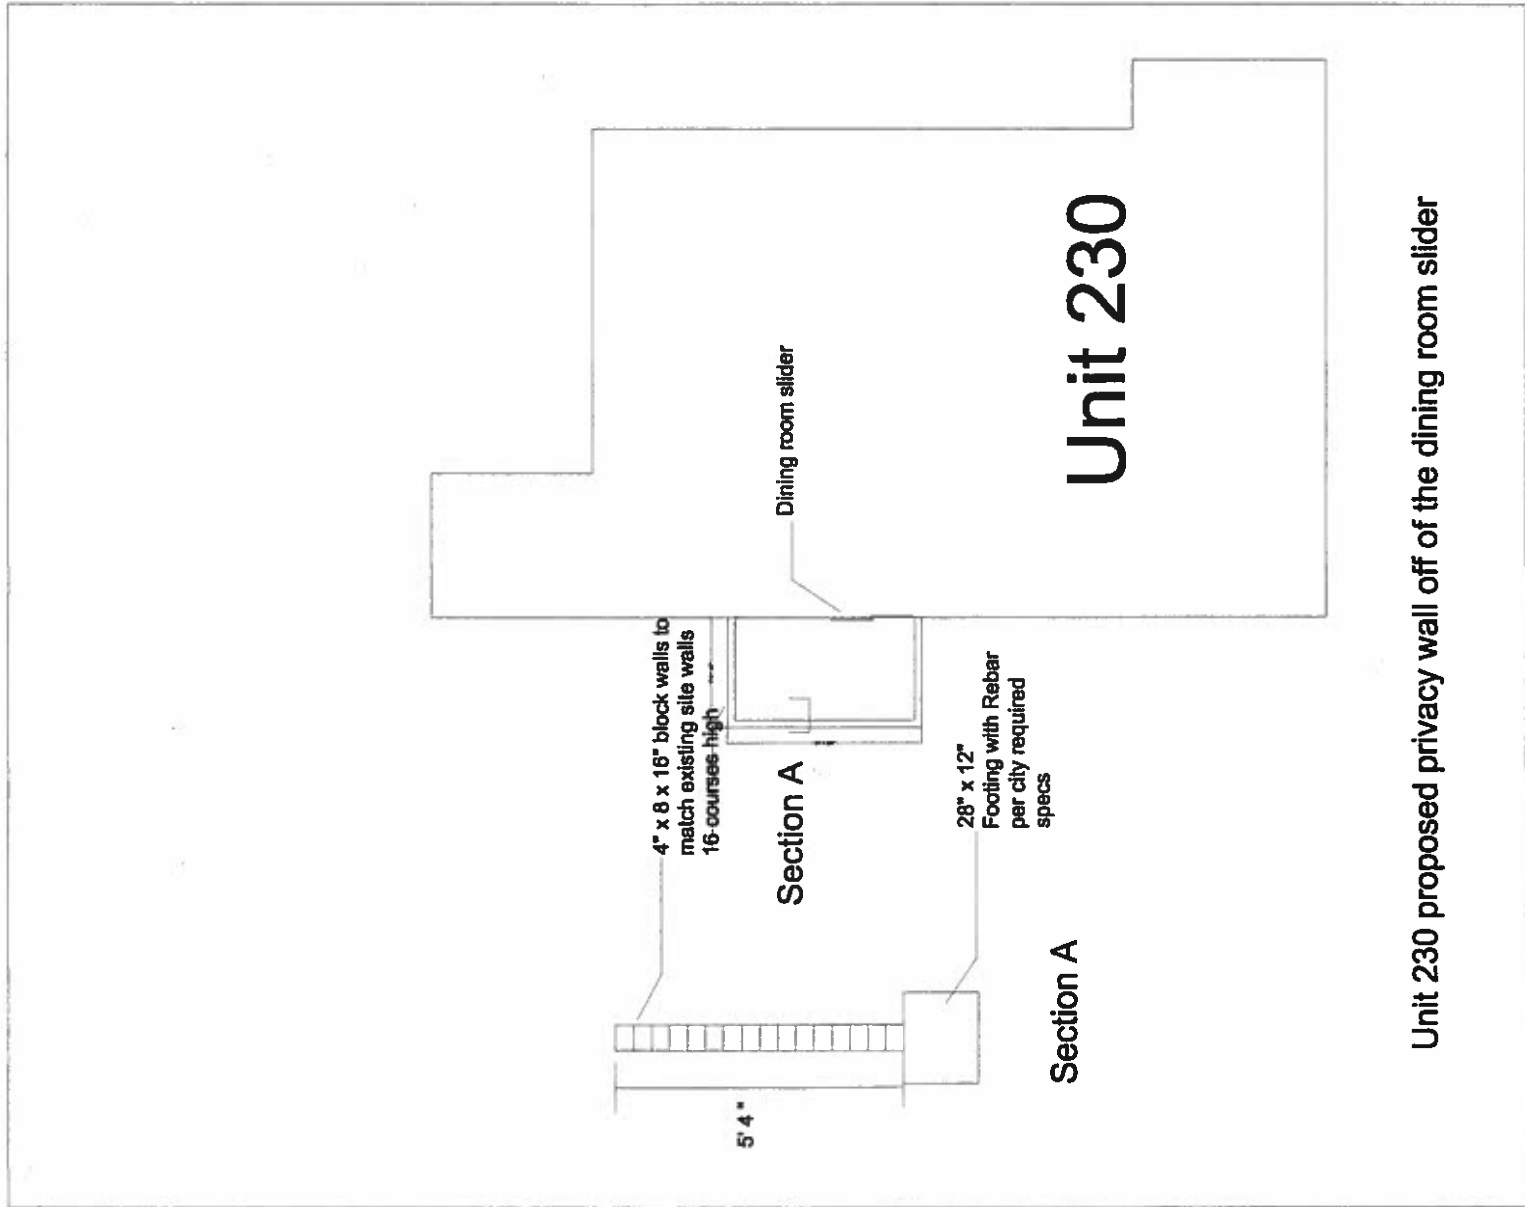 4" x 8 x 16" block walls to
match existing site walls
16 courses high
Dining room slider
Section A
28" x 12"
Footing with Rebar
per city required
specs
5' 4 "
Section A
Unit 230
Unit 230 proposed privacy wall off of the dining room slider